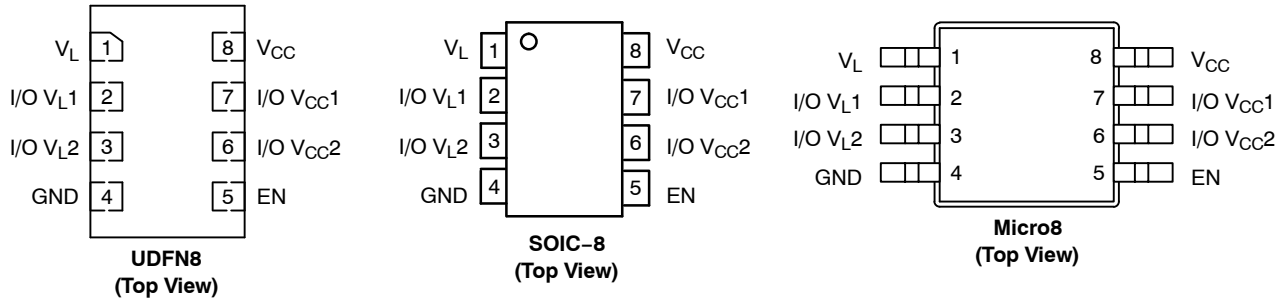 V_L 1 8 V_CC
I/O V_L1 2 7 I/O V_CC1
I/O V_L2 3 6 I/O V_CC2
GND 4 5 EN
UDFN8
(Top View)
V_L 1 8 V_CC
I/O V_L1 2 7 I/O V_CC1
I/O V_L2 3 6 I/O V_CC2
GND 4 5 EN
SOIC−8
(Top View)
V_L 1 8 V_CC
I/O V_L1 2 7 I/O V_CC1
I/O V_L2 3 6 I/O V_CC2
GND 4 5 EN
Micro8
(Top View)